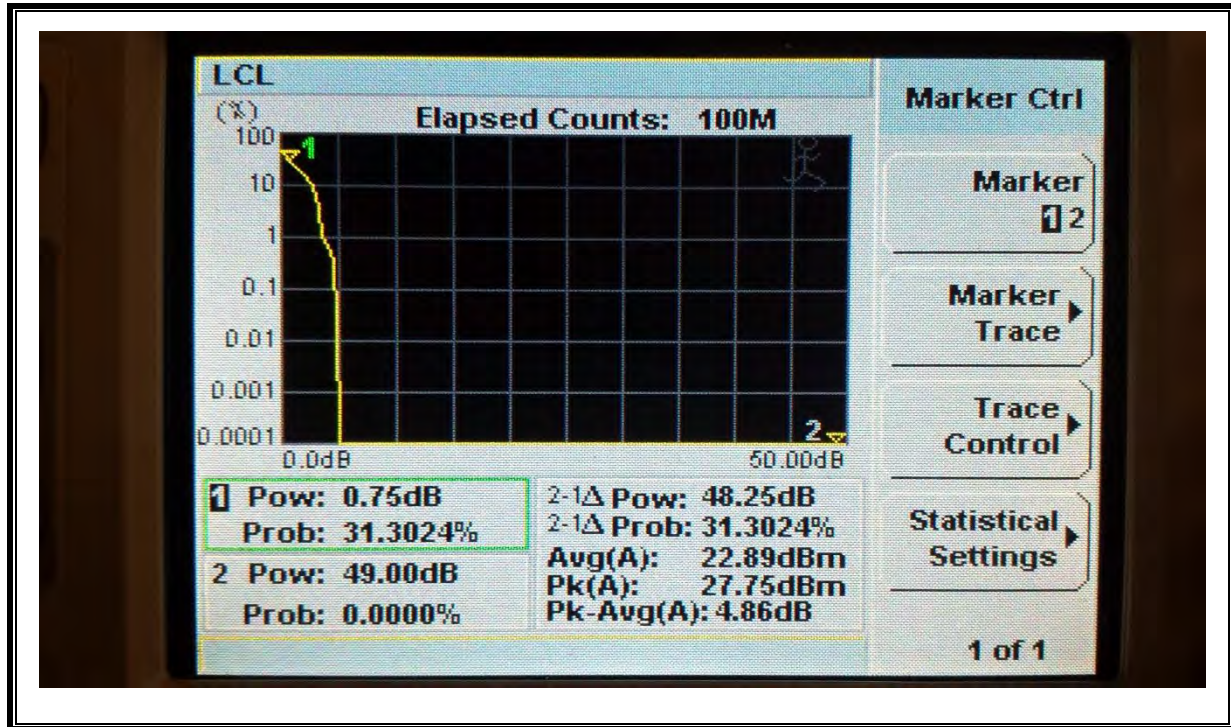 LCL
(%)
Elapsed Counts: 100M
100
1
10
1
0.1
0.01
0.001
0.0001
2
0.0dB
50.00dB
1 Pow: 0.75dB
Prob: 31.3024%
2 Pow: 49.00dB
Prob: 0.0000%
2-1Δ Pow: 48.25dB
2-1Δ Prob: 31.3024%
Avg(A): 22.89dBm
Pk(A): 27.75dBm
Pk-Avg(A): 4.86dB
Marker Ctrl
Marker
1 2
Marker
Trace
Trace
Control
Statistical
Settings
1 of 1